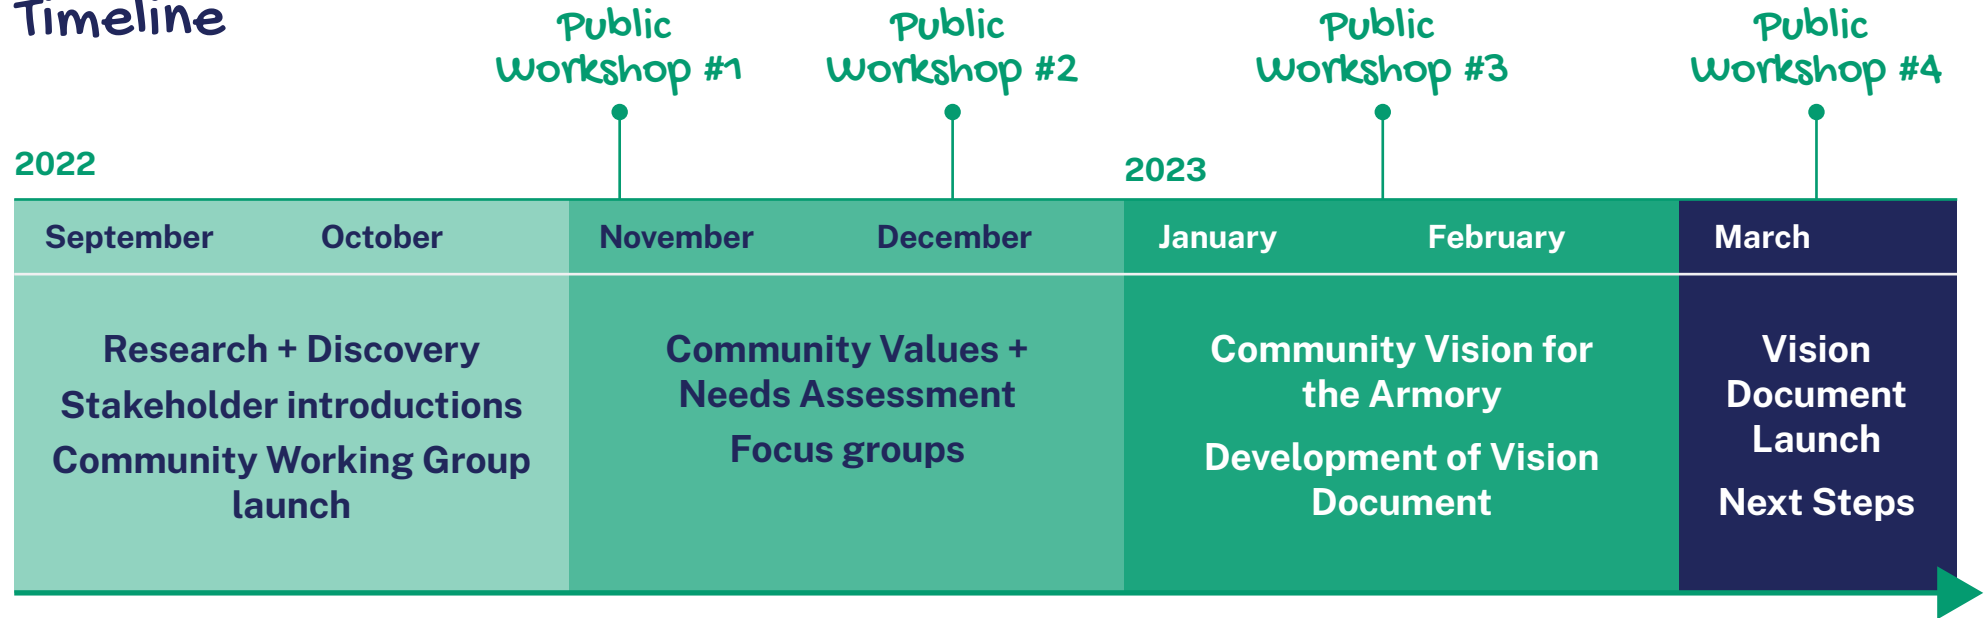 Timeline
Public
Workshop #1
Public
Workshop #2
Public
Workshop #3
Public
Workshop #4
2022
2023
September
October
November
December
January
February
March
Research + Discovery
Stakeholder introductions
Community Working Group
launch
Community Values +
Needs Assessment
Focus groups
Community Vision for
the Armory
Development of Vision
Document
Vision
Document
Launch
Next Steps